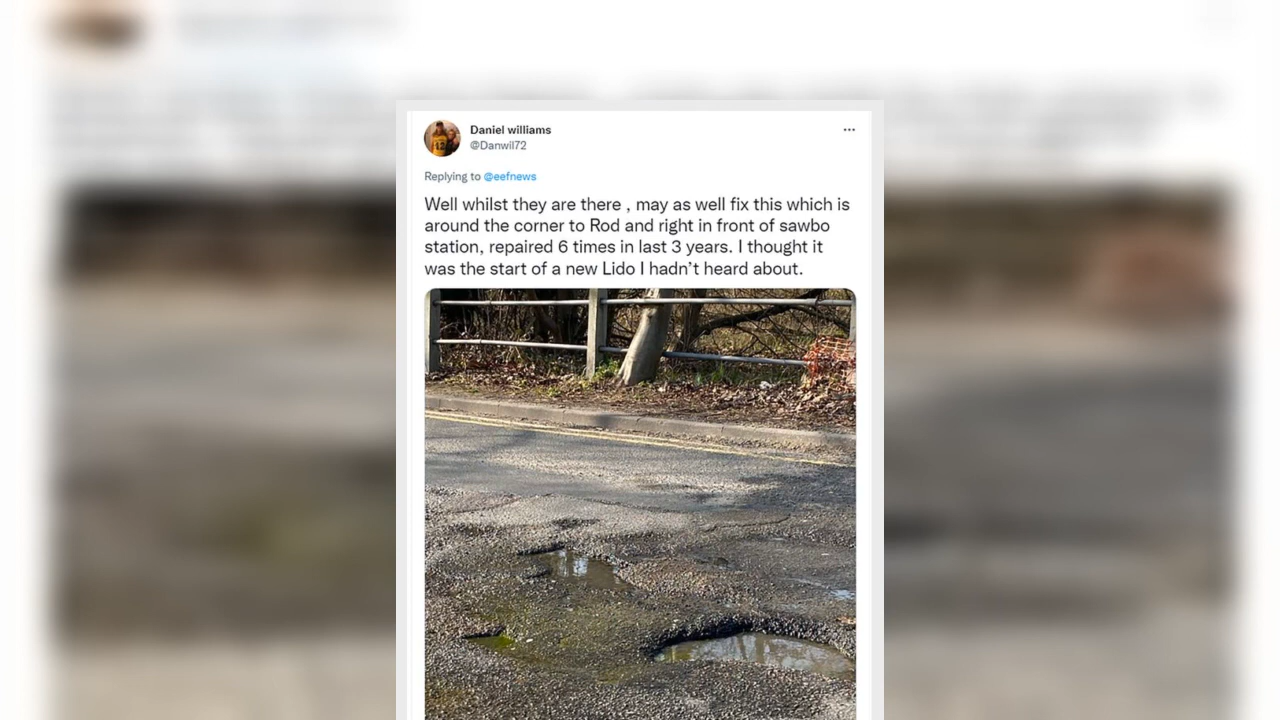 Daniel williams
@Danwil72
Replying to @eefnews
Well whilst they are there , may as well fix this which is
around the corner to Rod and right in front of sawbo
station, repaired 6 times in last 3 years. I thought it
was the start of a new Lido I hadn’t heard about.